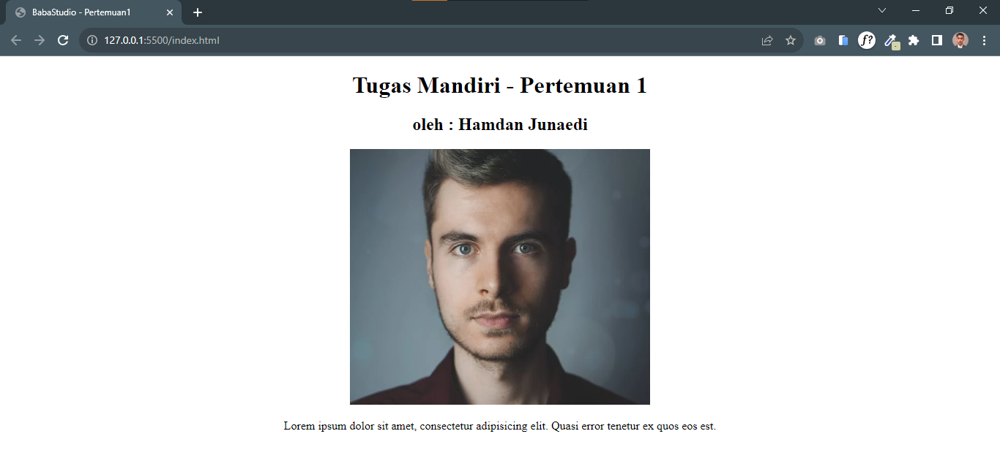 BabaStudio - Pertemuan1
127.0.0.1:5500/index.html
f?
Tugas Mandiri - Pertemuan 1
oleh : Hamdan Junaedi
Lorem ipsum dolor sit amet, consectetur adipisicing elit. Quasi error tenetur ex quos eos est.